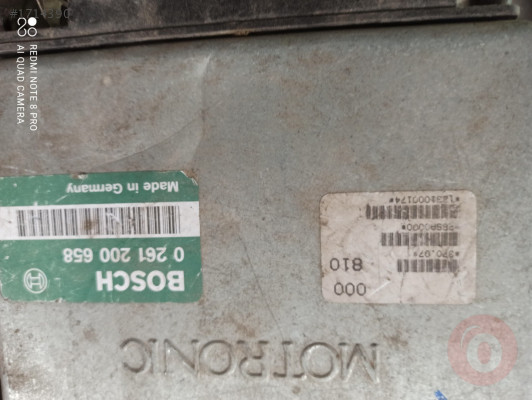 REDMI NOTE 8 PRO
AI QUAD CAMERA
BOSCH
0 261 200 658
Made in Germany
000
810
MOTRONIC